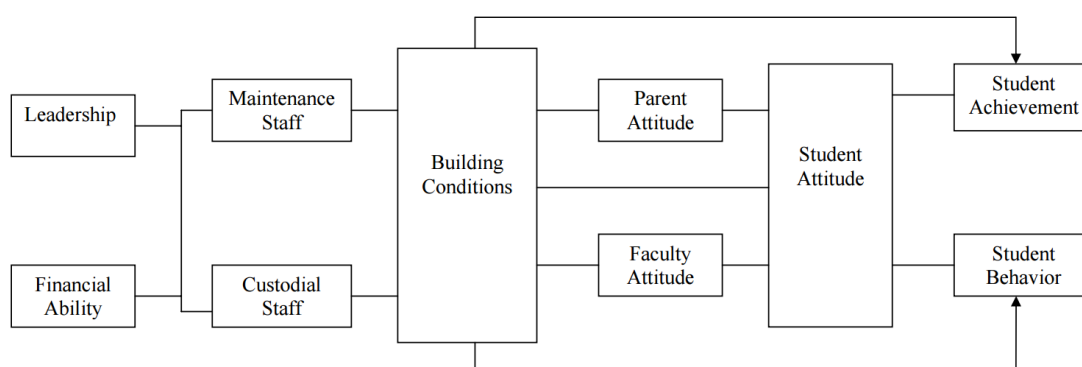 Leadership
Maintenance
Staff
Building
Conditions
Parent
Attitude
Student
Attitude
Student
Achievement
Financial
Ability
Custodial
Staff
Faculty
Attitude
Student
Behavior